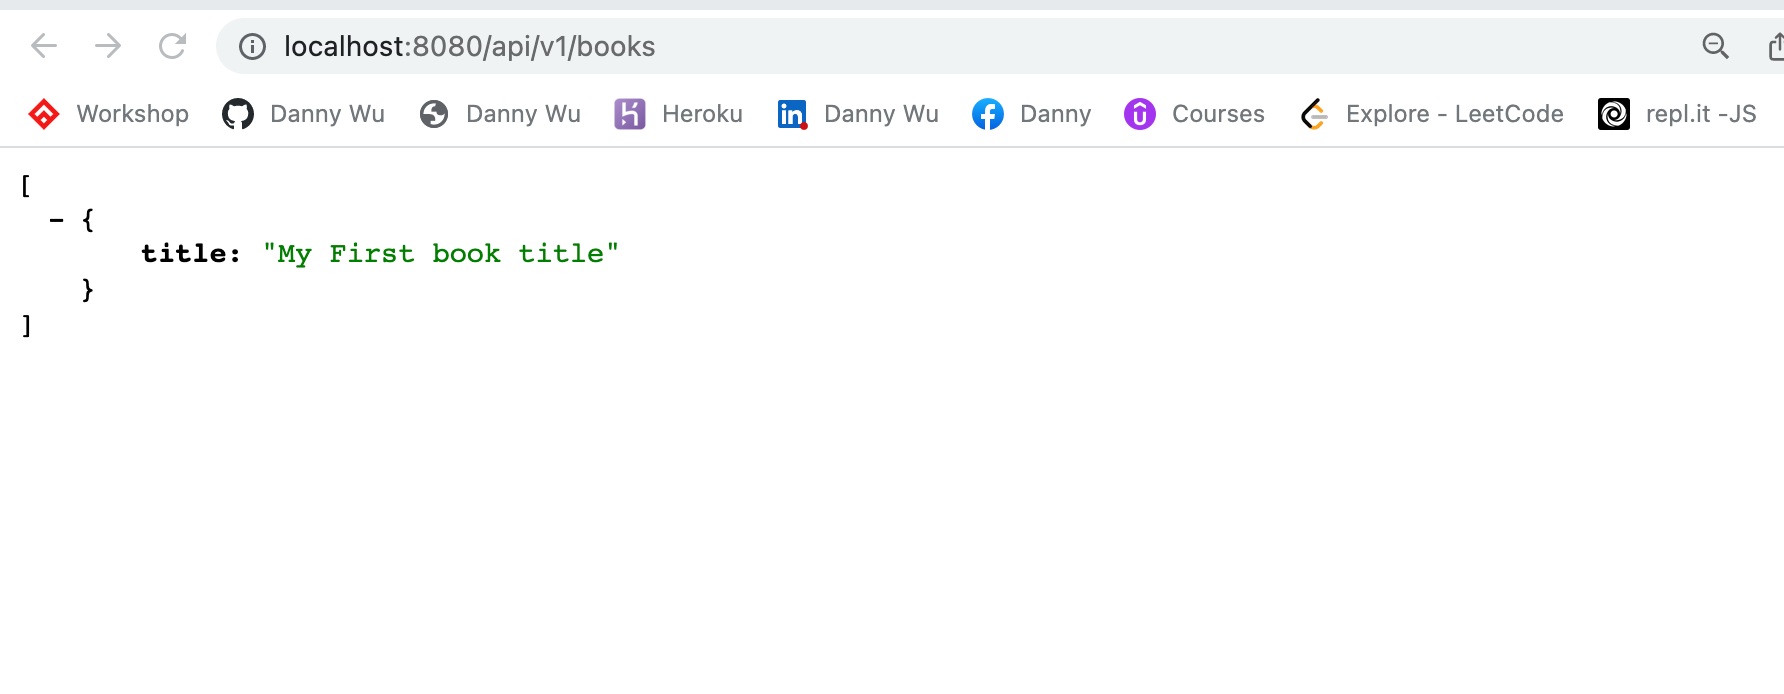 localhost:8080/api/v1/books
Workshop Danny Wu Danny Wu Heroku in Danny Wu Danny Courses Explore - LeetCode repl.it -JS
[
- {
title: "My First book title"
}
]